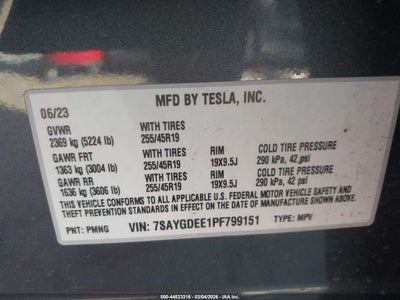 MFD BY TESLA, INC.
06/23
GVWR WITH TIRES
2369 kg (5224 lb) 255/45R19
GAWR FRT WITH TIRES RIM COLD TIRE PRESSURE
1363 kg (3004 lb) 255/45R19 19X9.5J 290 kPa, 42 psi
GAWR RR WITH TIRES RIM COLD TIRE PRESSURE
1636 kg (3606 lb) 255/45R19 19X9.5J 290 kPa, 42 psi
THIS VEHICLE CONFORMS TO ALL APPLICABLE U.S. FEDERAL MOTOR VEHICLE SAFETY AND
THEFT PREVENTION STANDARDS IN EFFECT ON THE DATE OF MANUFACTURE SHOWN ABOVE.
PNT: PMNG VIN: 7SAYGDEE1PF799151 TYPE: MPV
000-44523316 - 03/04/2026 - IAA Inc. Copyright